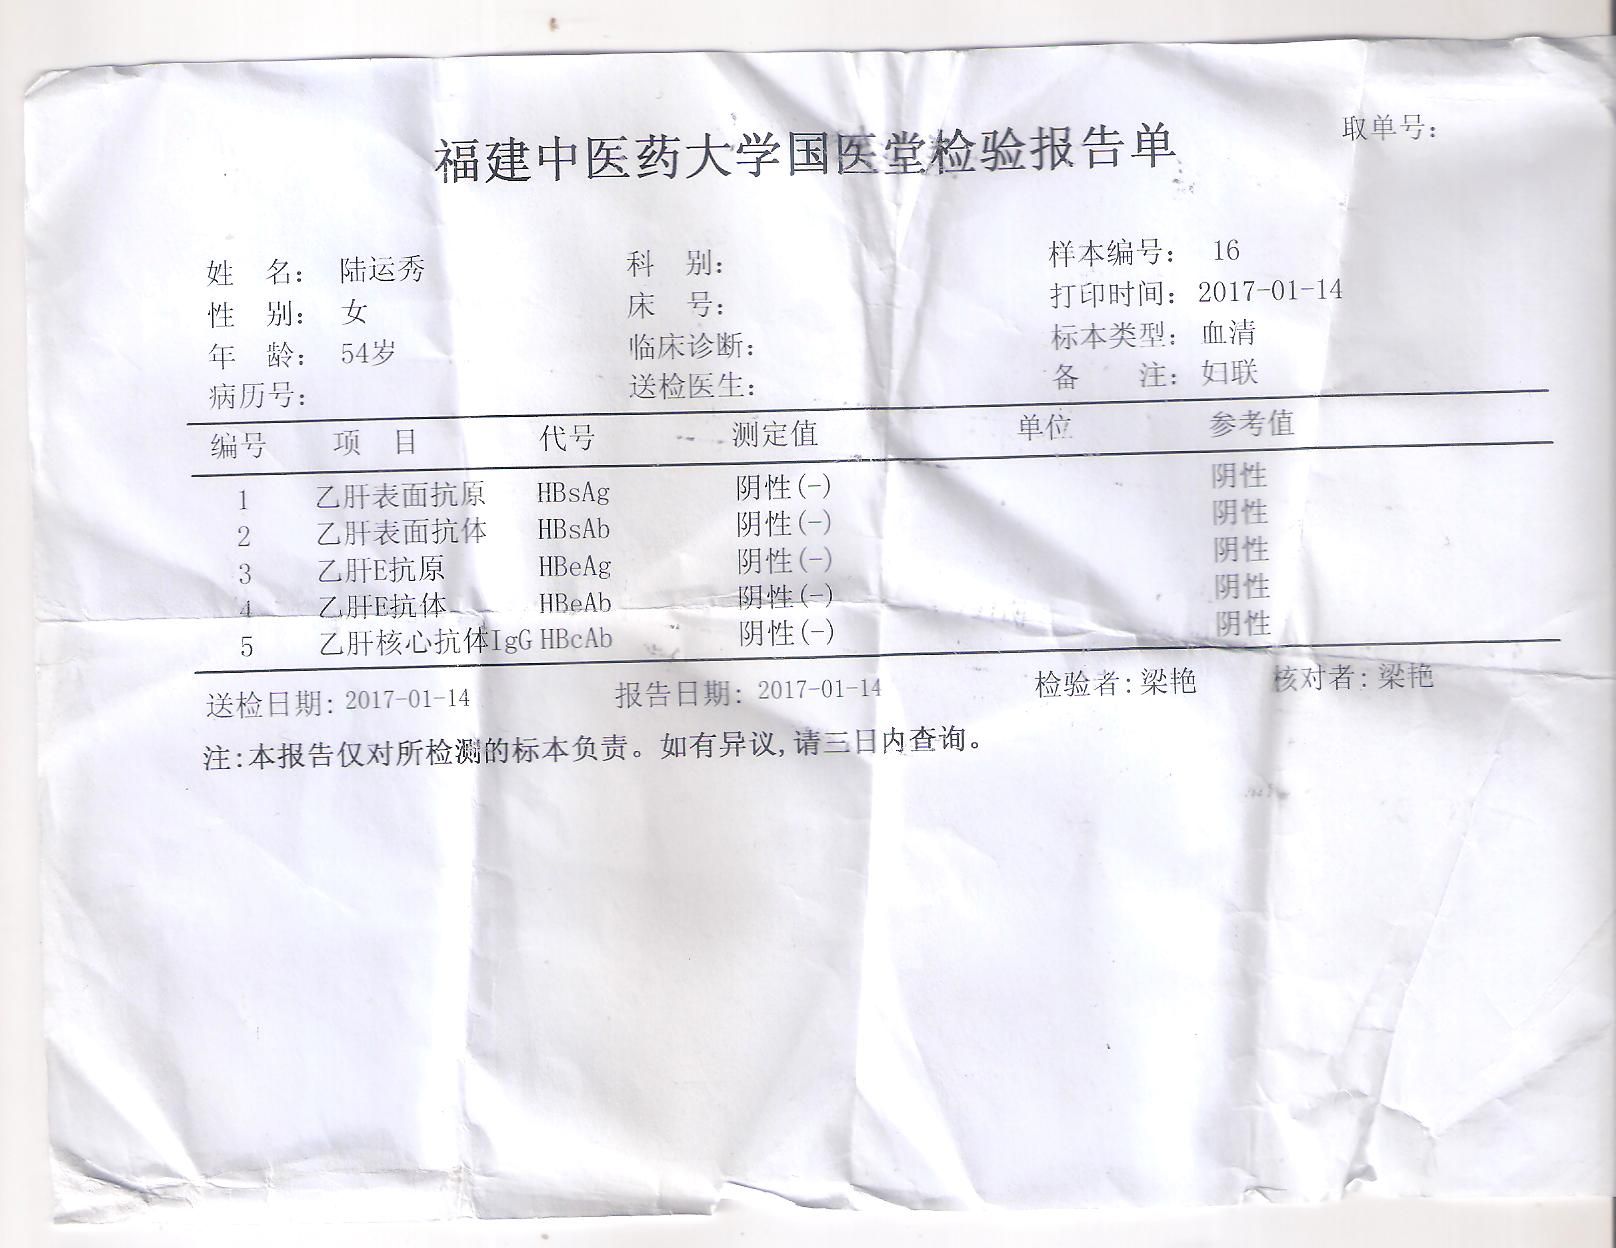 取单号：
福建中医药大学国医堂检验报告单
姓 名： 陆运秀 科 别： 样本编号： 16
性 别： 女 床 号： 打印时间： 2017-01-14
年 龄： 54岁 临床诊断： 标本类型： 血清
病历号： 送检医生： 备 注： 妇联
编号 项 目 代号 测定值 单位 参考值
1 乙肝表面抗原 HBsAg 阴性(-) 阴性
2 乙肝表面抗体 HBsAb 阴性(-) 阴性
3 乙肝E抗原 HBeAg 阴性(-) 阴性
4 乙肝E抗体 HBeAb 阴性(-) 阴性
5 乙肝核心抗体IgG HBcAb 阴性(-) 阴性
送检日期: 2017-01-14 报告日期: 2017-01-14 检验者: 梁艳 核对者: 梁艳
注:本报告仅对所检测的标本负责。如有异议,请三日内查询。